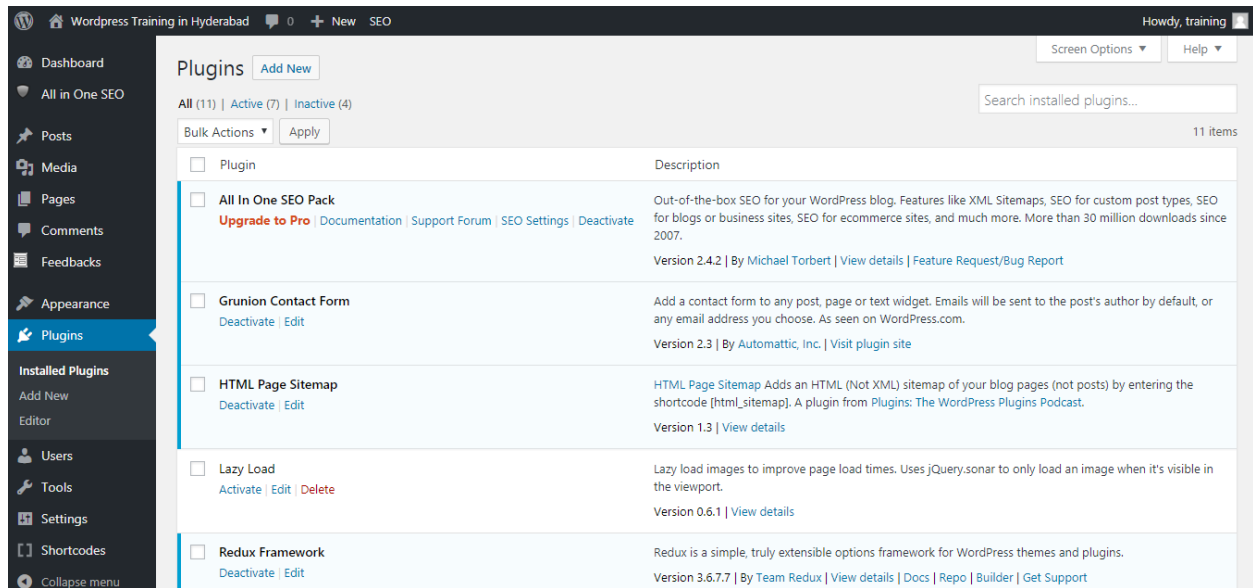 Wordpress Training in Hyderabad 0 New SEO Howdy, training
Screen Options ▼ Help ▼
Dashboard
All in One SEO
Posts
Media
Pages
Comments
Feedbacks
Appearance
Plugins
Installed Plugins
Add New
Editor
Users
Tools
Settings
Shortcodes
Collapse menu
Plugins Add New
All (11) | Active (7) | Inactive (4)
Search installed plugins...
Bulk Actions ▼ Apply
11 items
Plugin Description
All In One SEO Pack
Upgrade to Pro | Documentation | Support Forum | SEO Settings | Deactivate
Out-of-the-box SEO for your WordPress blog. Features like XML Sitemaps, SEO for custom post types, SEO
for blogs or business sites, SEO for ecommerce sites, and much more. More than 30 million downloads since
2007.
Version 2.4.2 | By Michael Torbert | View details | Feature Request/Bug Report
Grunion Contact Form
Deactivate | Edit
Add a contact form to any post, page or text widget. Emails will be sent to the post's author by default, or
any email address you choose. As seen on WordPress.com.
Version 2.3 | By Automattic, Inc. | Visit plugin site
HTML Page Sitemap
Deactivate | Edit
HTML Page Sitemap Adds an HTML (Not XML) sitemap of your blog pages (not posts) by entering the
shortcode [html_sitemap]. A plugin from Plugins: The WordPress Plugins Podcast.
Version 1.3 | View details
Lazy Load
Activate | Edit | Delete
Lazy load images to improve page load times. Uses jQuery.sonar to only load an image when it's visible in
the viewport.
Version 0.6.1 | View details
Redux Framework
Deactivate | Edit
Redux is a simple, truly extensible options framework for WordPress themes and plugins.
Version 3.6.7.7 | By Team Redux | View details | Docs | Repo | Builder | Get Support